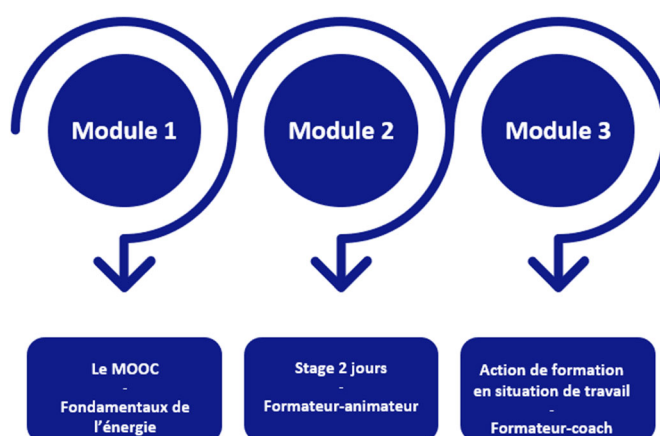 Module 1
Module 2
Module 3
Le MOOC
-
Fondamentaux de
l'énergie
Stage 2 jours
-
Formateur-animateur
Action de formation
en situation de travail
-
Formateur-coach